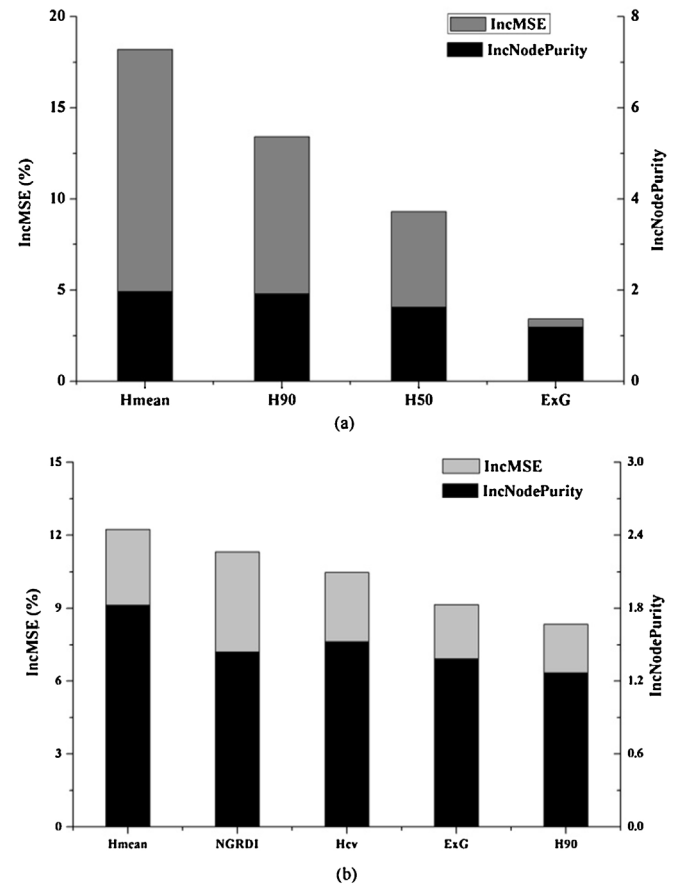 IncMSE
IncNodePurity
20
15
10
5
0
IncMSE (%)
8
6
4
2
0
IncNodePurity
Hmean H90 H50 ExG
(a)
IncMSE
IncNodePurity
15
12
9
6
3
0
IncMSE (%)
3.0
2.4
1.8
1.2
0.6
0.0
IncNodePurity
Hmean NGRDI Hcv ExG H90
(b)